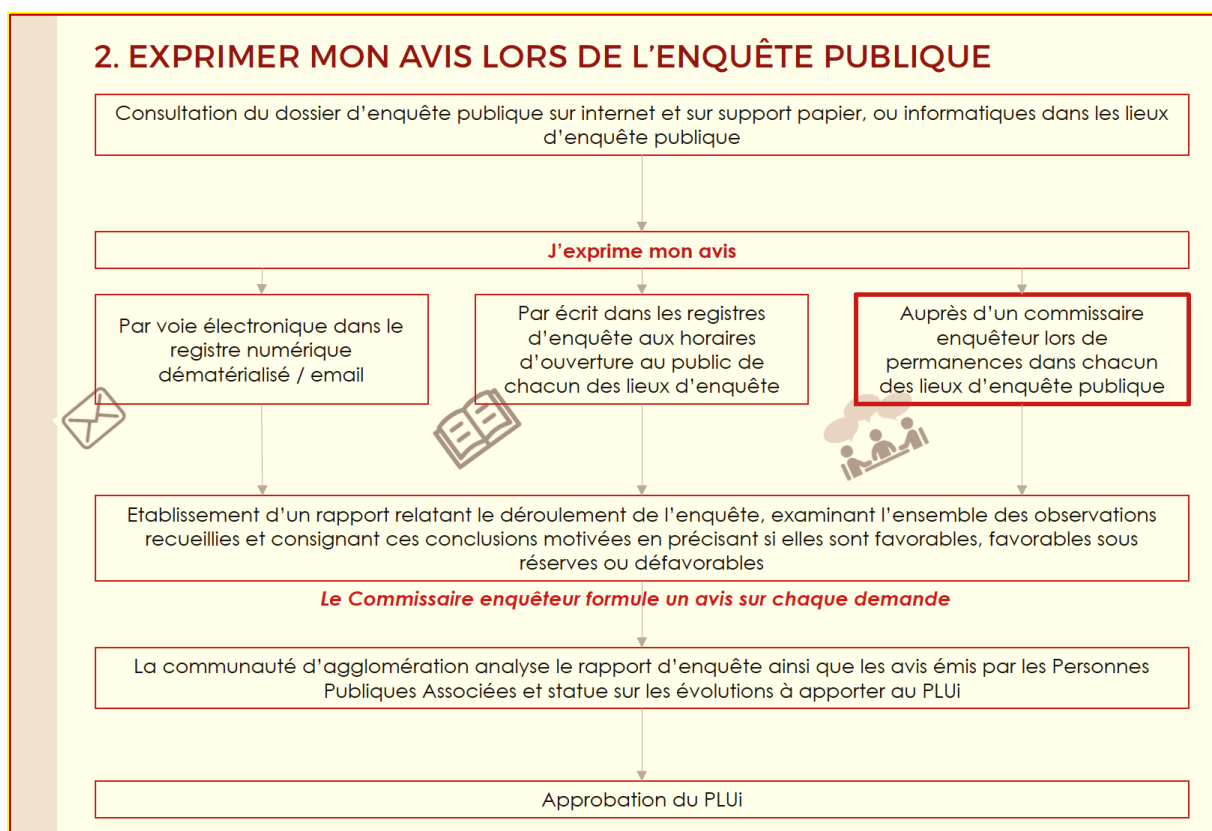 2. EXPRIMER MON AVIS LORS DE L'ENQUÊTE PUBLIQUE
Consultation du dossier d'enquête publique sur internet et sur support papier, ou informatiques dans les lieux
d'enquête publique
J'exprime mon avis
Par voie électronique dans le
registre numérique
dématérialisé / email
Par écrit dans les registres
d'enquête aux horaires
d'ouverture au public de
chacun des lieux d'enquête
Auprès d'un commissaire
enquêteur lors de
permanences dans chacun
des lieux d'enquête publique
Etablissement d'un rapport relatant le déroulement de l'enquête, examinant l'ensemble des observations
recueillies et consignant ces conclusions motivées en précisant si elles sont favorables, favorables sous
réserves ou défavorables
Le Commissaire enquêteur formule un avis sur chaque demande
La communauté d'agglomération analyse le rapport d'enquête ainsi que les avis émis par les Personnes
Publiques Associées et statue sur les évolutions à apporter au PLUi
Approbation du PLUi